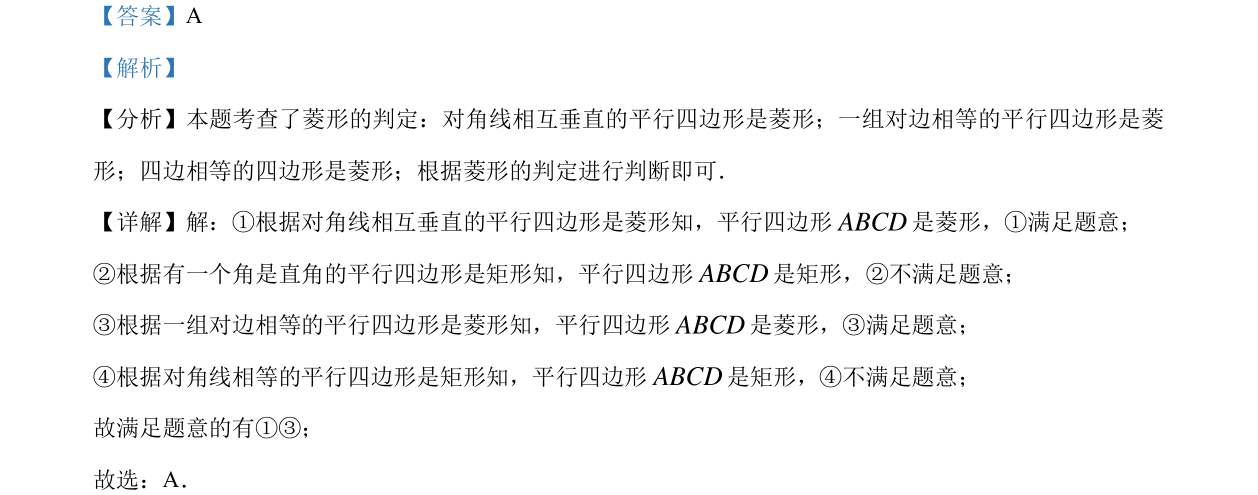 【答案】A
【解析】
【分析】本题考查了菱形的判定：对角线相互垂直的平行四边形是菱形；一组对边相等的平行四边形是菱
形；四边相等的四边形是菱形；根据菱形的判定进行判断即可．
【详解】解：①根据对角线相互垂直的平行四边形是菱形知，平行四边形 ABCD 是菱形，①满足题意；
②根据有一个角是直角的平行四边形是矩形知，平行四边形 ABCD 是矩形，②不满足题意；
③根据一组对边相等的平行四边形是菱形知，平行四边形 ABCD 是菱形，③满足题意；
④根据对角线相等的平行四边形是矩形知，平行四边形 ABCD 是矩形，④不满足题意；
故满足题意的有①③；
故选：A．